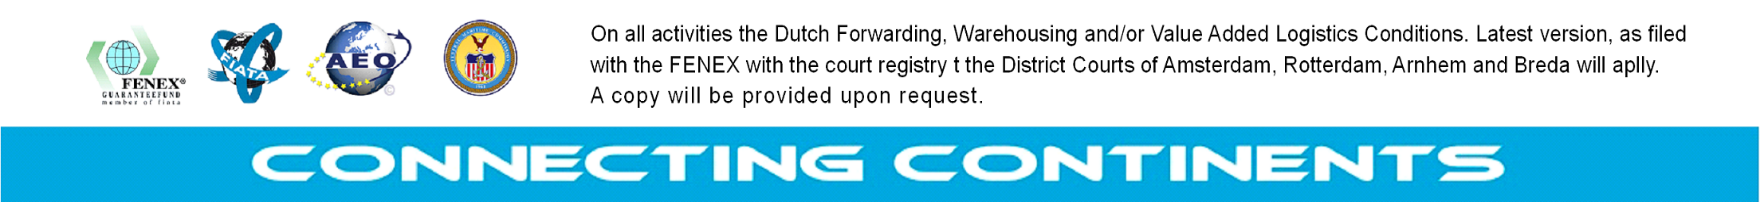 FENEX®
GUARANTEEFUND
member of fiata
FIATA
AEO
On all activities the Dutch Forwarding, Warehousing and/or Value Added Logistics Conditions. Latest version, as filed
with the FENEX with the court registry t the District Courts of Amsterdam, Rotterdam, Arnhem and Breda will aplly.
A copy will be provided upon request.
CONNECTING CONTINENTS